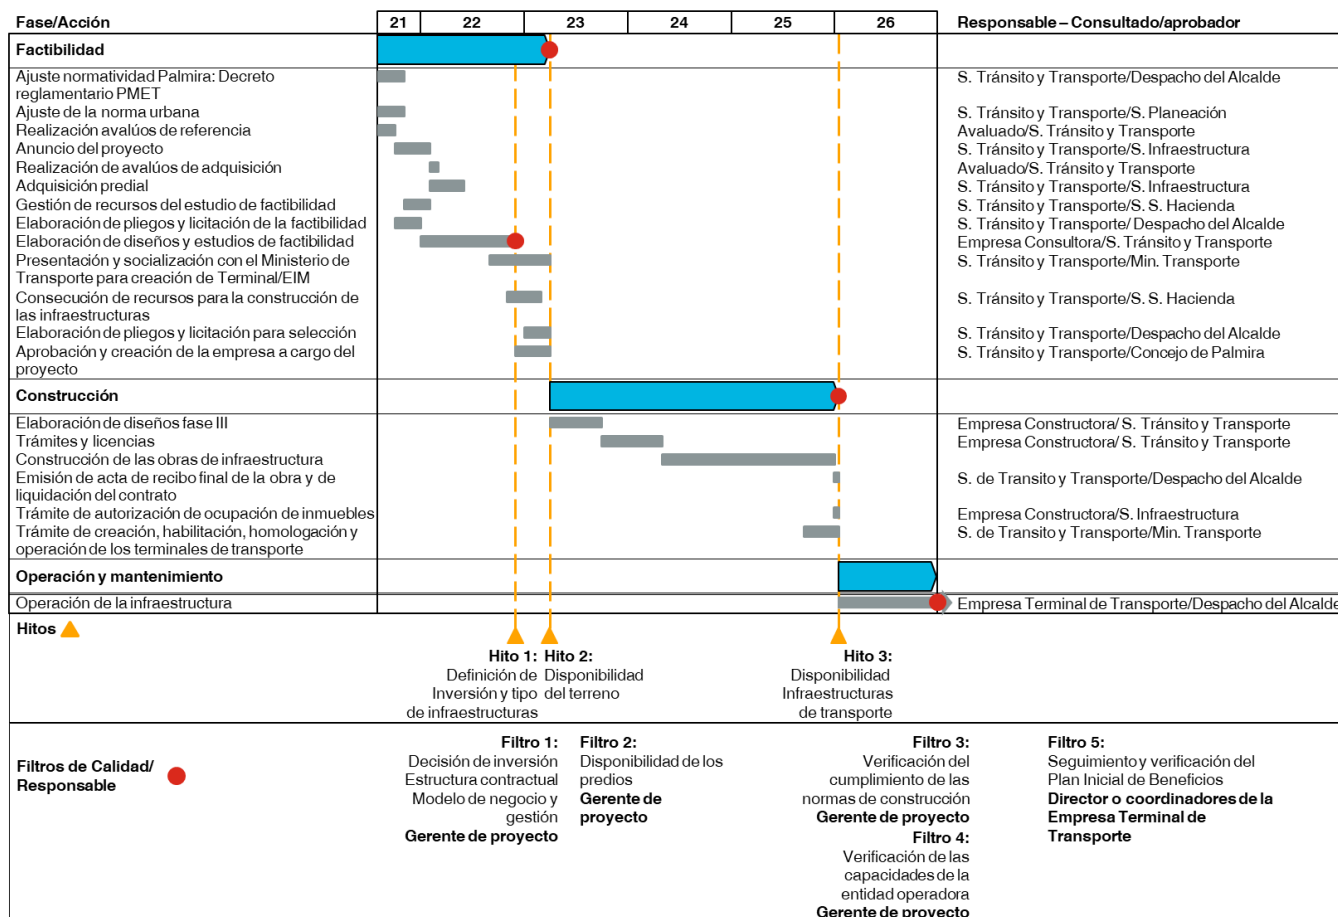 Fase/Acción 21 22 23 24 25 26 Responsable – Consultado/aprobador
Factibilidad
Ajuste normatividad Palmira: Decreto S. Tránsito y Transporte/Despacho del Alcalde
reglamentario PMET
Ajuste de la norma urbana S. Tránsito y Transporte/S. Planeación
Realización avalúos de referencia Avaluado/S. Tránsito y Transporte
Anuncio del proyecto S. Tránsito y Transporte/S. Infraestructura
Realización de avalúos de adquisición Avaluado/S. Tránsito y Transporte
Adquisición predial S. Tránsito y Transporte/S. Infraestructura
Gestión de recursos del estudio de factibilidad S. Tránsito y Transporte/S. S. Hacienda
Elaboración de pliegos y licitación de la factibilidad S. Tránsito y Transporte/ Despacho del Alcalde
Elaboración de diseños y estudios de factibilidad Empresa Consultora/S. Tránsito y Transporte
Presentación y socialización con el Ministerio de S. Tránsito y Transporte/Min. Transporte
Transporte para creación de Terminal/EIM
Consecución de recursos para la construcción de S. Tránsito y Transporte/S. S. Hacienda
las infraestructuras
Elaboración de pliegos y licitación para selección S. Tránsito y Transporte/Despacho del Alcalde
Aprobación y creación de la empresa a cargo del S. Tránsito y Transporte/Concejo de Palmira
proyecto
Construcción
Elaboración de diseños fase III Empresa Constructora/ S. Tránsito y Transporte
Trámites y licencias Empresa Constructora/ S. Tránsito y Transporte
Construcción de las obras de infraestructura
Emisión de acta de recibo final de la obra y de S. de Transito y Transporte/Despacho del Alcalde
liquidación del contrato
Trámite de autorización de ocupación de inmuebles Empresa Constructora/S. Infraestructura
Trámite de creación, habilitación, homologación y S. de Transito y Transporte/Min. Transporte
operación de los terminales de transporte
Operación y mantenimiento
Operación de la infraestructura Empresa Terminal de Transporte/Despacho del Alcalde
Hitos
Hito 1:
Definición de
Inversión y tipo
de infraestructuras
Hito 2:
Disponibilidad
del terreno
Hito 3:
Disponibilidad
Infraestructuras
de transporte
Filtros de Calidad/
Responsable
Filtro 1:
Decisión de inversión
Estructura contractual
Modelo de negocio y
gestión
Gerente de proyecto
Filtro 2:
Disponibilidad de los
predios
Gerente de
proyecto
Filtro 3:
Verificación del
cumplimiento de las
normas de construcción
Gerente de proyecto
Filtro 4:
Verificación de las
capacidades de la
entidad operadora
Gerente de proyecto
Filtro 5:
Seguimiento y verificación del
Plan Inicial de Beneficios
Director o coordinadores de la
Empresa Terminal de
Transporte